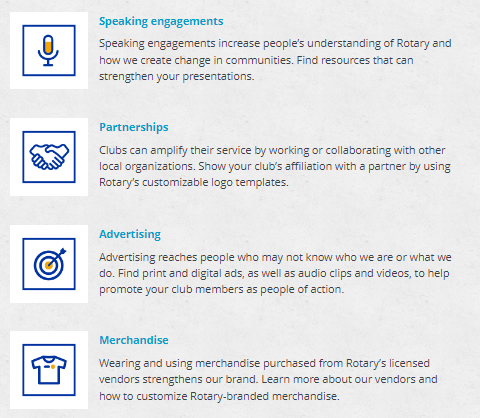 Speaking engagements
Speaking engagements increase people's understanding of Rotary and
how we create change in communities. Find resources that can
strengthen your presentations.
Partnerships
Clubs can amplify their service by working or collaborating with other
local organizations. Show your club's affiliation with a partner by using
Rotary's customizable logo templates.
Advertising
Advertising reaches people who may not know who we are or what we
do. Find print and digital ads, as well as audio clips and videos, to help
promote your club members as people of action.
Merchandise
Wearing and using merchandise purchased from Rotary's licensed
vendors strengthens our brand. Learn more about our vendors and
how to customize Rotary-branded merchandise.